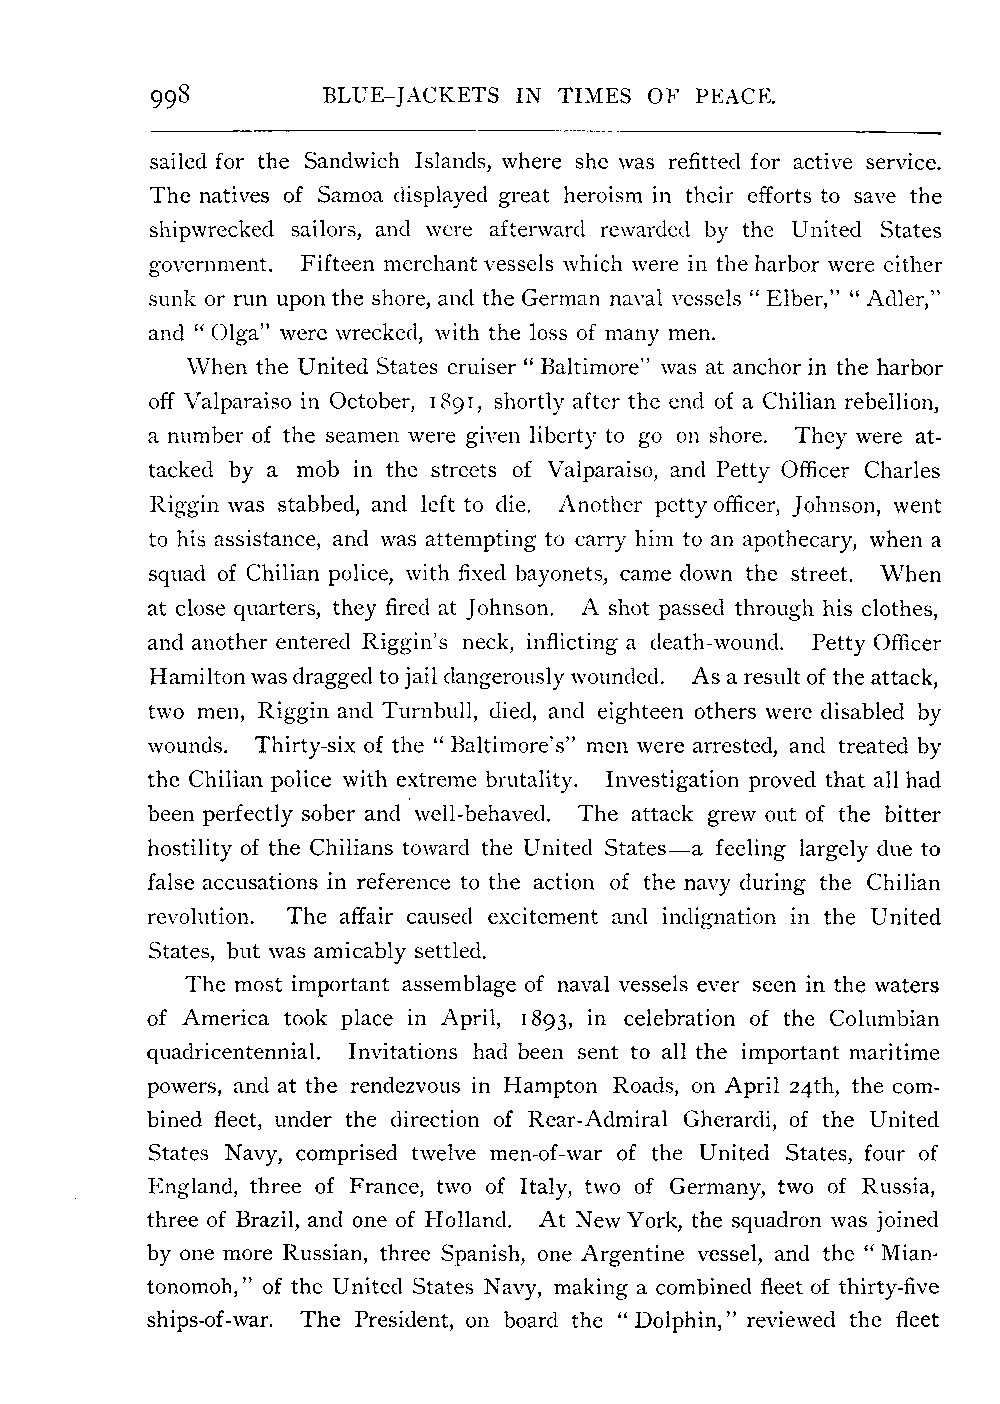 998 BLUE-JACKETS IN TIMES OF PEACE.
sailed for the Sandwich Islands, where she was refitted for active service.
The natives of Samoa displayed great heroism in their efforts to save the
shipwrecked sailors, and were afterward rewarded by the United States
government. Fifteen merchant vessels which were in the harbor were either
sunk or run upon the shore, and the German naval vessels “Elber,” “Adler,”
and “Olga” were wrecked, with the loss of many men.
When the United States cruiser “Baltimore” was at anchor in the harbor
off Valparaiso in October, 1891, shortly after the end of a Chilian rebellion,
a number of the seamen were given liberty to go on shore. They were at-
tacked by a mob in the streets of Valparaiso, and Petty Officer Charles
Riggin was stabbed, and left to die. Another petty officer, Johnson, went
to his assistance, and was attempting to carry him to an apothecary, when a
squad of Chilian police, with fixed bayonets, came down the street. When
at close quarters, they fired at Johnson. A shot passed through his clothes,
and another entered Riggin's neck, inflicting a death-wound. Petty Officer
Hamilton was dragged to jail dangerously wounded. As a result of the attack,
two men, Riggin and Turnbull, died, and eighteen others were disabled by
wounds. Thirty-six of the “Baltimore's” men were arrested, and treated by
the Chilian police with extreme brutality. Investigation proved that all had
been perfectly sober and well-behaved. The attack grew out of the bitter
hostility of the Chilians toward the United States—a feeling largely due to
false accusations in reference to the action of the navy during the Chilian
revolution. The affair caused excitement and indignation in the United
States, but was amicably settled.
The most important assemblage of naval vessels ever seen in the waters
of America took place in April, 1893, in celebration of the Columbian
quadricentennial. Invitations had been sent to all the important maritime
powers, and at the rendezvous in Hampton Roads, on April 24th, the com-
bined fleet, under the direction of Rear-Admiral Gherardi, of the United
States Navy, comprised twelve men-of-war of the United States, four of
England, three of France, two of Italy, two of Germany, two of Russia,
three of Brazil, and one of Holland. At New York, the squadron was joined
by one more Russian, three Spanish, one Argentine vessel, and the “Mian-
tonomoh,” of the United States Navy, making a combined fleet of thirty-five
ships-of-war. The President, on board the “Dolphin,” reviewed the fleet